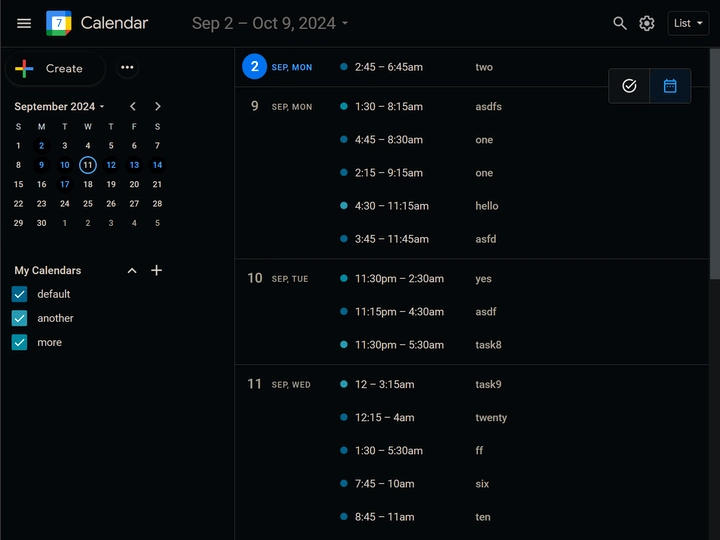 7 Calendar Sep 2 – Oct 9, 2024 List
Create
September 2024
S M T W T F S
1 2 3 4 5 6 7
8 9 10 11 12 13 14
15 16 17 18 19 20 21
22 23 24 25 26 27 28
29 30 1 2 3 4 5
My Calendars
default
another
more
2 SEP, MON 2:45 – 6:45am two
9 SEP, MON 1:30 – 8:15am asdfs
4:45 – 8:30am one
2:15 – 9:15am one
4:30 – 11:15am hello
3:45 – 11:45am asfd
10 SEP, TUE 11:30pm – 2:30am yes
11:15pm – 4:30am asdf
11:30pm – 5:30am task8
11 SEP, WED 12 – 3:15am task9
12:15 – 4am twenty
1:30 – 5:30am ff
7:45 – 10am six
8:45 – 11am ten